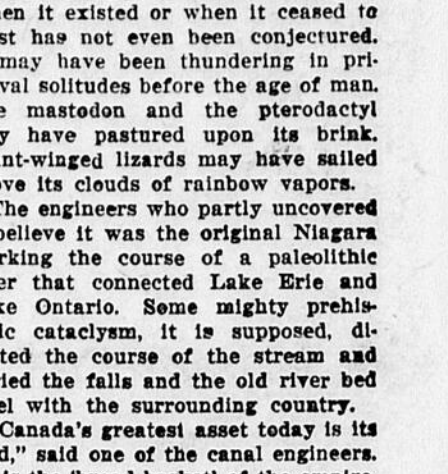 en it existed or when it ceased to
st has not even been conjectured.
may have been thundering in pri-
val solitudes before the age of man.
e mastodon and the pterodactyl
y have pastured upon its brink.
nt-winged lizards may have sailed
ve its clouds of rainbow vapors.
The engineers who partly uncovered
believe it was the original Niagara
rking the course of a paleolithic
er that connected Lake Erie and
ke Ontario. Some mighty prehis-
ic cataclysm, it is supposed, di-
ted the course of the stream and
ried the falls and the old river bed
el with the surrounding country.
Canada's greatest asset today is its
d," said one of the canal engineers.